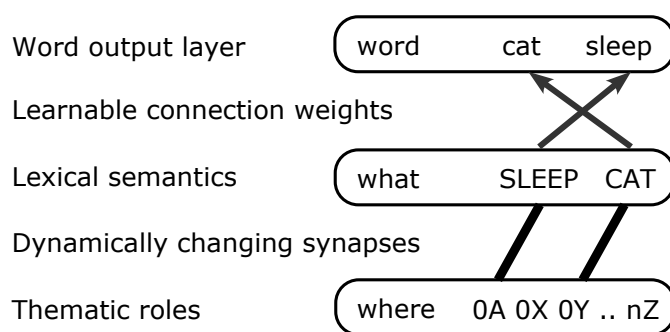 Word output layer word cat sleep
Learnable connection weights
Lexical semantics what SLEEP CAT
Dynamically changing synapses
Thematic roles where 0A 0X 0Y .. nZ